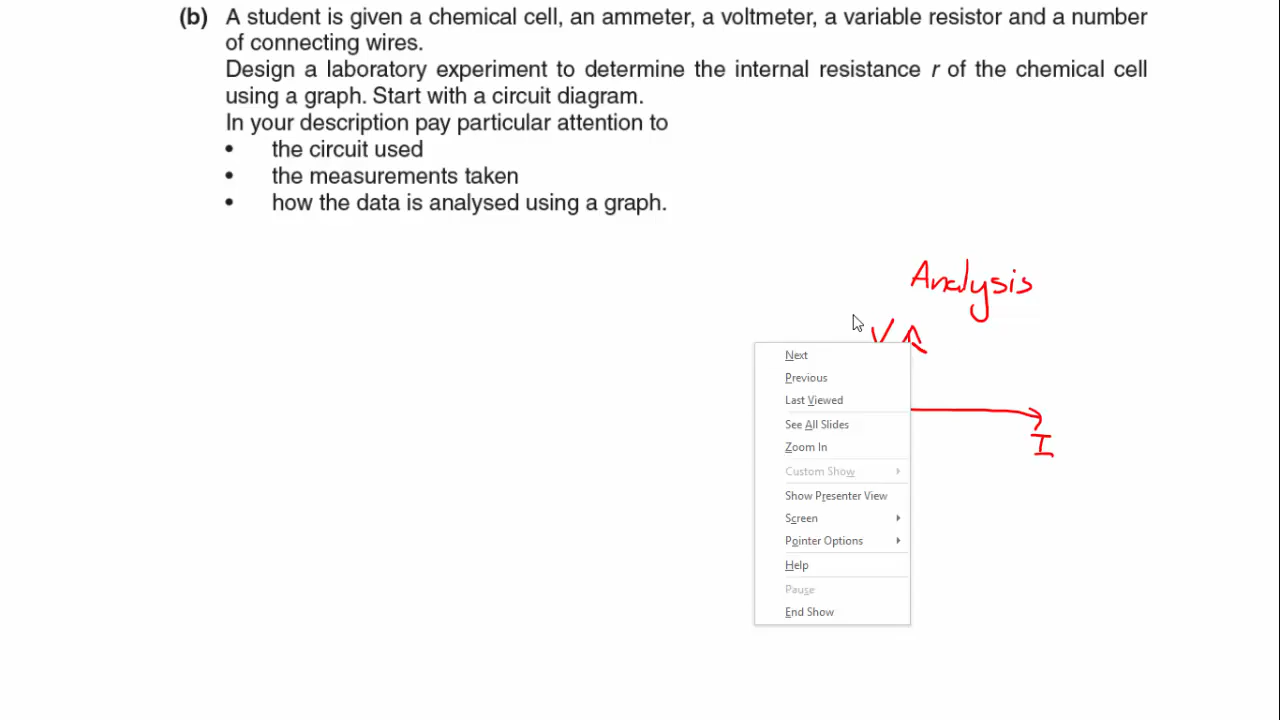 (b) A student is given a chemical cell, an ammeter, a voltmeter, a variable resistor and a number
of connecting wires.
Design a laboratory experiment to determine the internal resistance r of the chemical cell
using a graph. Start with a circuit diagram.
In your description pay particular attention to
• the circuit used
• the measurements taken
• how the data is analysed using a graph.
Analysis
V
Next
Previous
Last Viewed
See All Slides
Zoom In
Custom Show
Show Presenter View
Screen
Pointer Options
Help
Pause
End Show
I